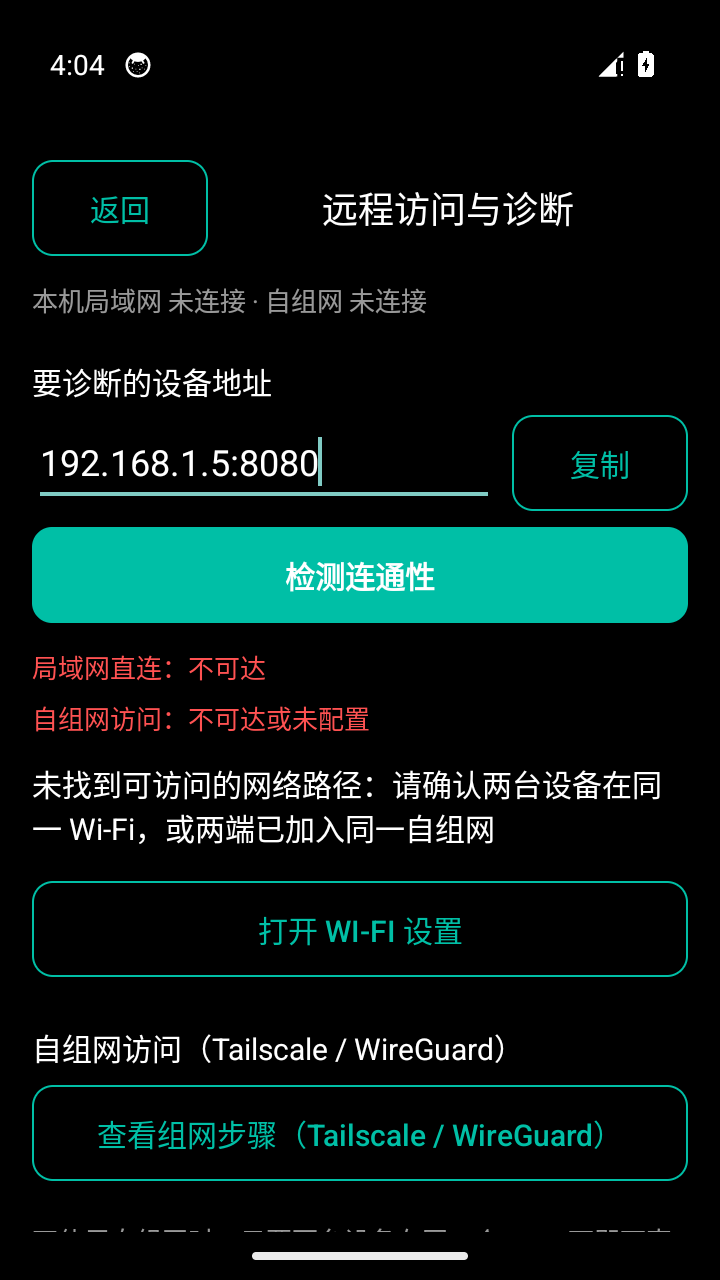 4:04
返回
远程访问与诊断
本机局域网 未连接 · 自组网 未连接
要诊断的设备地址
192.168.1.5:8080
复制
检测连通性
局域网直连：不可达
自组网访问：不可达或未配置
未找到可访问的网络路径：请确认两台设备在同
一 Wi-Fi，或两端已加入同一自组网
打开 WI-FI 设置
自组网访问（Tailscale / WireGuard）
查看组网步骤（Tailscale / WireGuard）